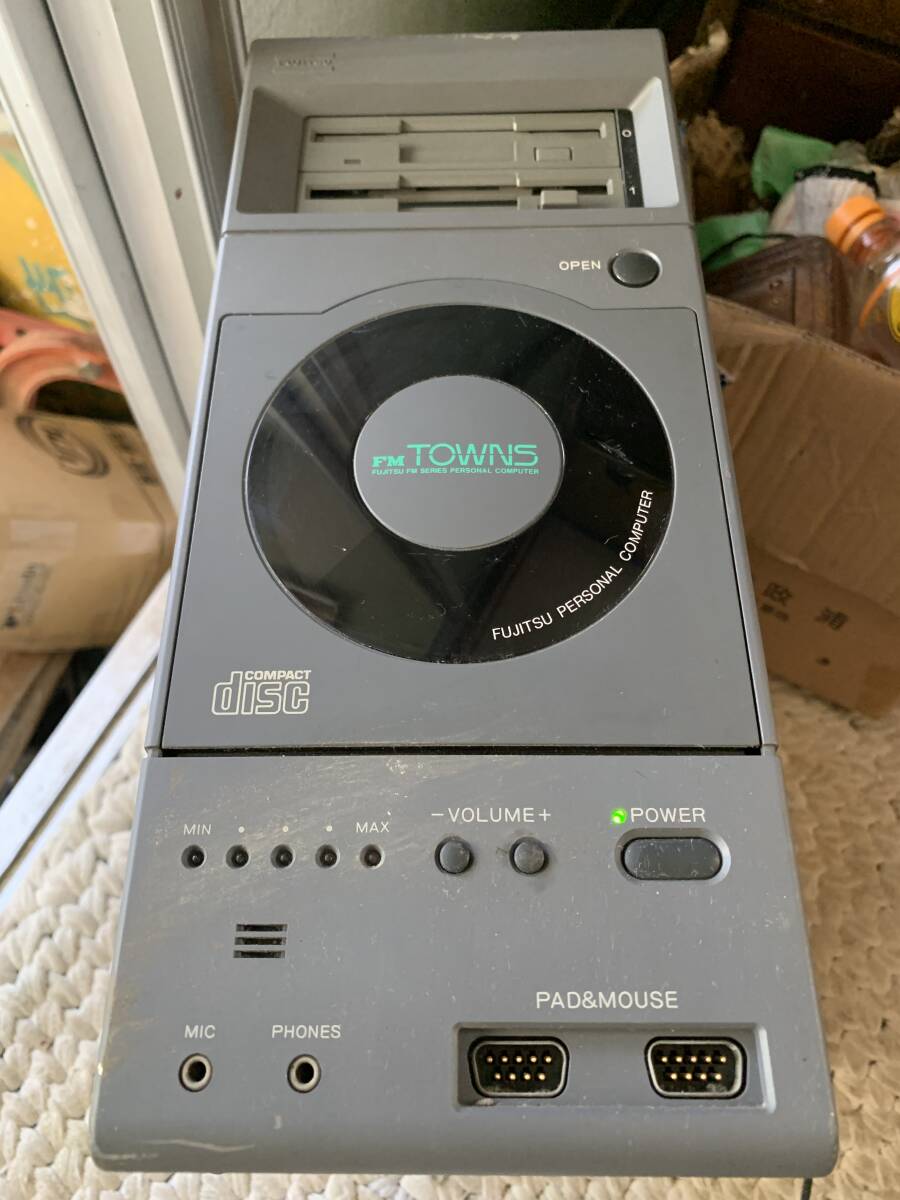 FUJITSU
0
1
OPEN
FM TOWNS
FUJITSU FM SERIES PERSONAL COMPUTER
FUJITSU PERSONAL COMPUTER
COMPACT
disc
MIN
MAX
-VOLUME+
POWER
PAD&MOUSE
MIC
PHONES